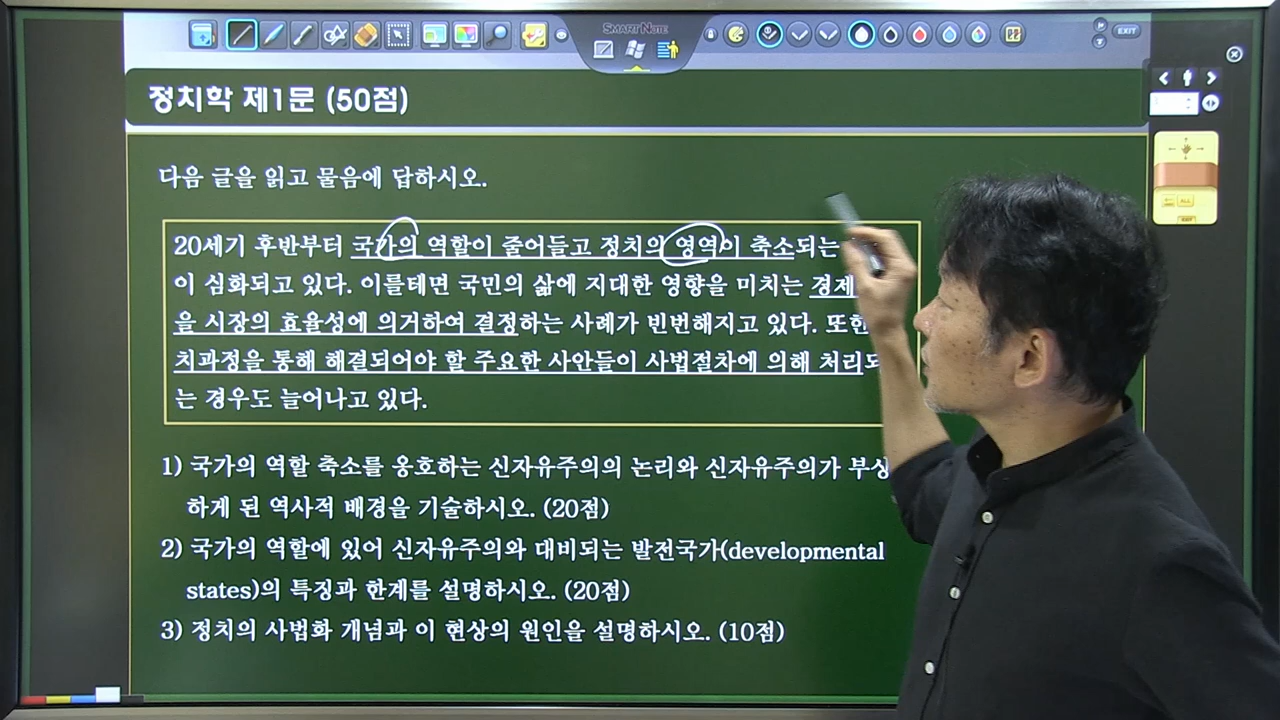 SMART NOTE
EXIT
정치학 제1문 (50점)
다음 글을 읽고 물음에 답하시오.
20세기 후반부터 국가의 역할이 줄어들고 정치의 영역이 축소되는
이 심화되고 있다. 이를테면 국민의 삶에 지대한 영향을 미치는 경제
을 시장의 효율성에 의거하여 결정하는 사례가 빈번해지고 있다. 또한
치과정을 통해 해결되어야 할 주요한 사안들이 사법절차에 의해 처리되
는 경우도 늘어나고 있다.
1) 국가의 역할 축소를 옹호하는 신자유주의의 논리와 신자유주의가 부상
하게 된 역사적 배경을 기술하시오. (20점)
2) 국가의 역할에 있어 신자유주의와 대비되는 발전국가(developmental
states)의 특징과 한계를 설명하시오. (20점)
3) 정치의 사법화 개념과 이 현상의 원인을 설명하시오. (10점)
ALL